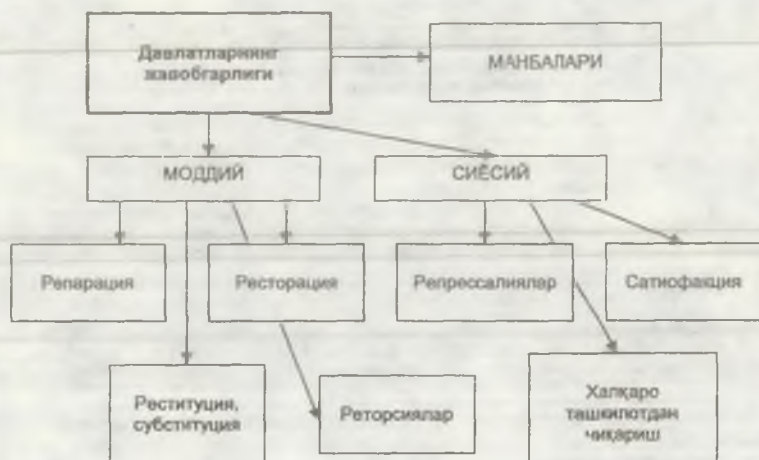 Давлатларнинг
жавобгарлиги
МАНБАЛАРИ
МОДДИЙ
СИЁСИЙ
Репарация
Ресторация
Репрессалиялар
Сатисфакция
Реституция,
субституция
Реторсиялар
Халқаро
ташкилотдан
чиқариш